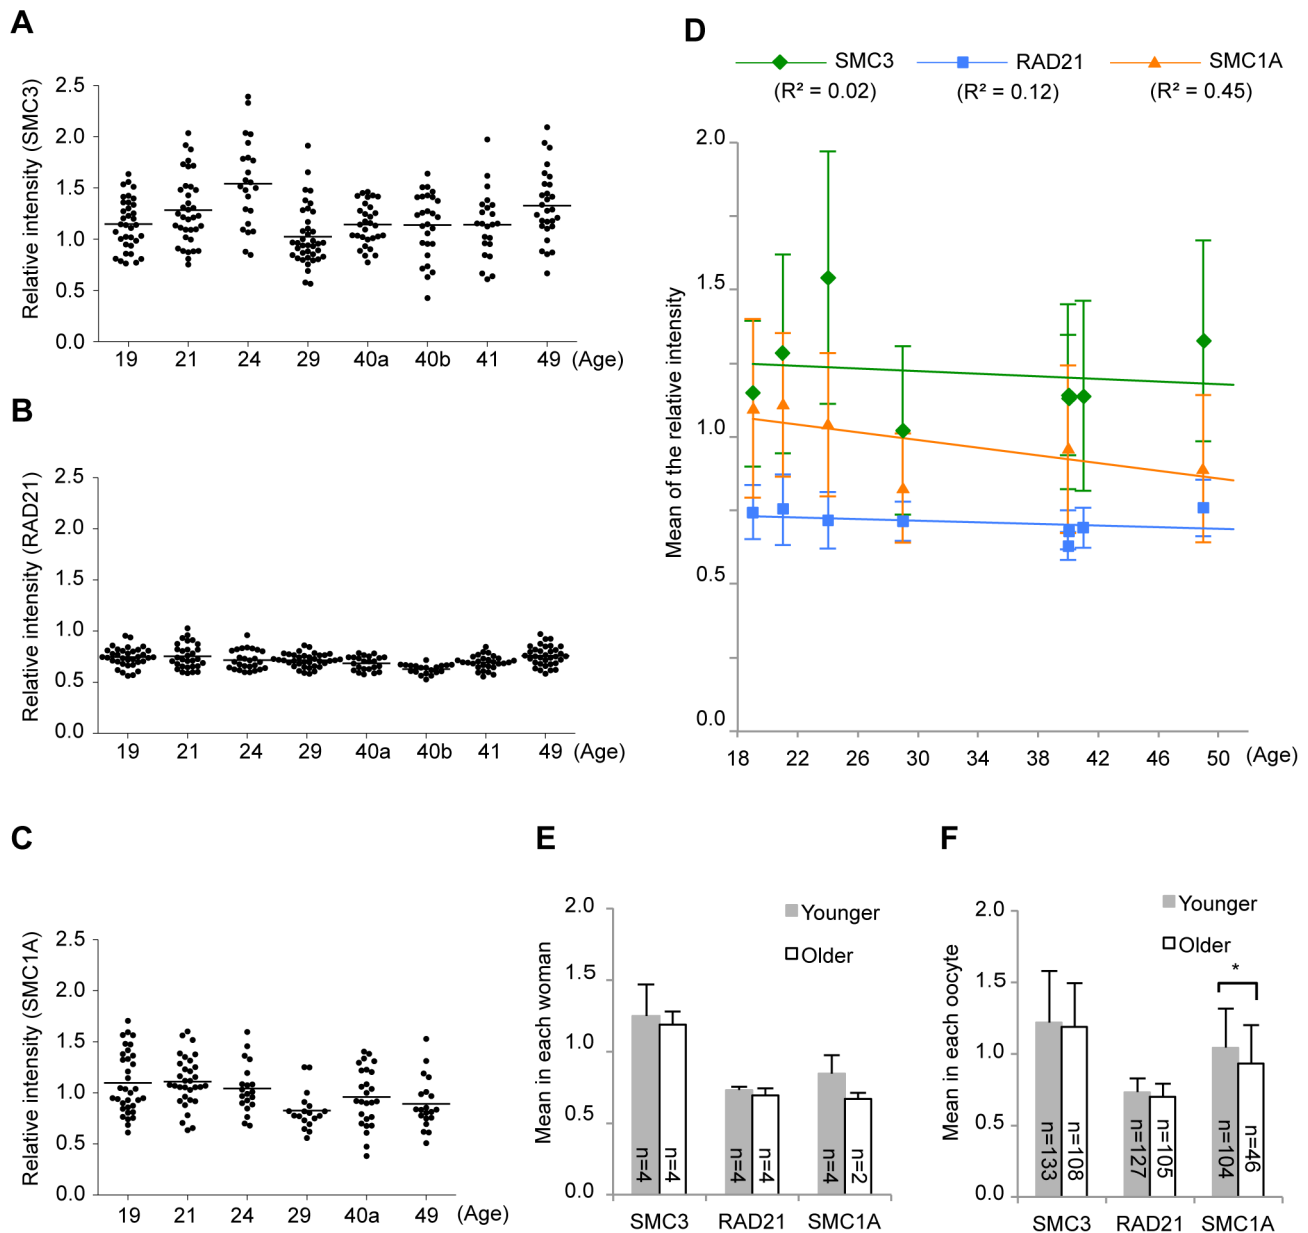 A
Relative intensity (SMC3)
2.5
2.0
1.5
1.0
0.5
0.0
19 21 24 29 40a 40b 41 49 (Age)
B
Relative intensity (RAD21)
2.5
2.0
1.5
1.0
0.5
0.0
19 21 24 29 40a 40b 41 49 (Age)
C
Relative intensity (SMC1A)
2.5
2.0
1.5
1.0
0.5
0.0
19 21 24 29 40a 49 (Age)
D
SMC3 RAD21 SMC1A
(R² = 0.02) (R² = 0.12) (R² = 0.45)
Mean of the relative intensity
2.0
1.5
1.0
0.5
0.0
18 22 26 30 34 38 42 46 50 (Age)
E
Mean in each woman
Younger
Older
2.0
1.5
1.0
0.5
0.0
n=4 n=4 n=4 n=4 n=4 n=2
SMC3 RAD21 SMC1A
F
Mean in each oocyte
Younger
Older
*
2.0
1.5
1.0
0.5
0.0
n=133 n=108 n=127 n=105 n=104 n=46
SMC3 RAD21 SMC1A